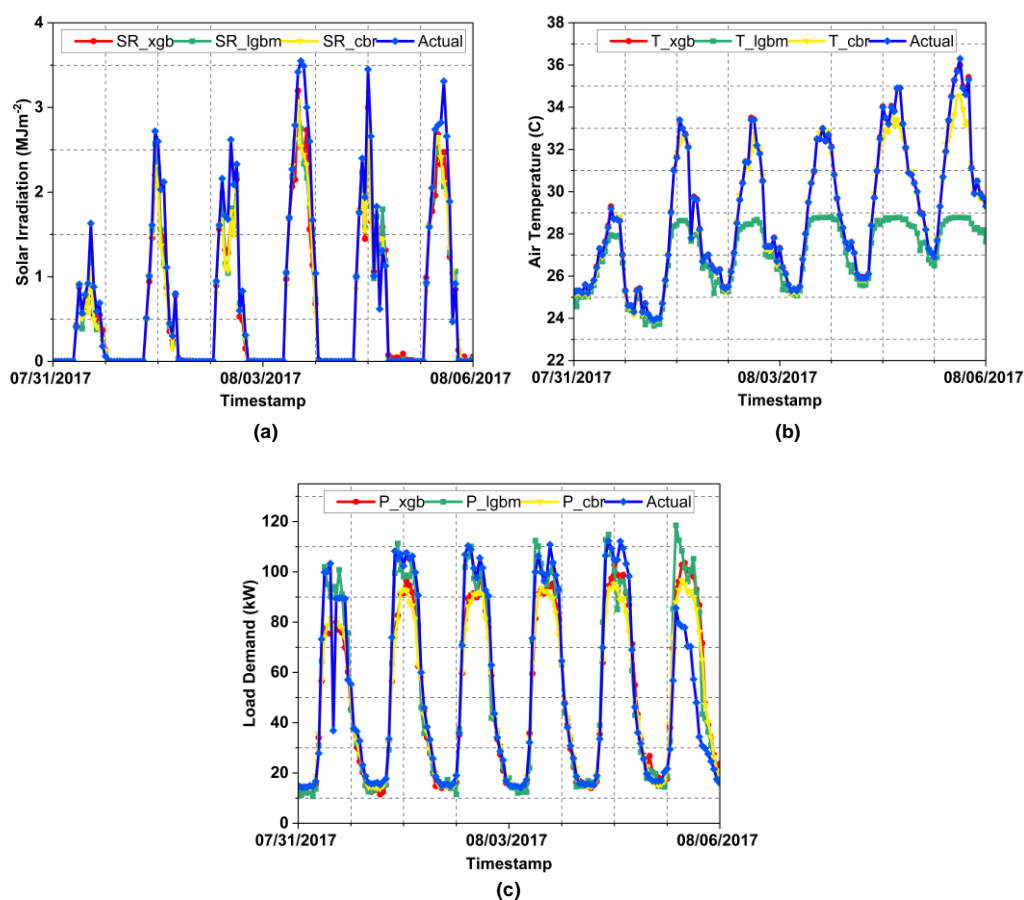 (a)
SR_xgb SR_lgbm SR_cbr Actual
Solar Irradiation (MJm-2)
4
3
2
1
0
07/31/2017 08/03/2017 08/06/2017
Timestamp
(b)
T_xgb T_lgbm T_cbr Actual
Air Temperature (C)
38
36
34
32
30
28
26
24
22
07/31/2017 08/03/2017 08/06/2017
Timestamp
P_xgb P_lgbm P_cbr Actual
Load Demand (kW)
120
100
80
60
40
20
0
07/31/2017 08/03/2017 08/06/2017
Timestamp
(c)